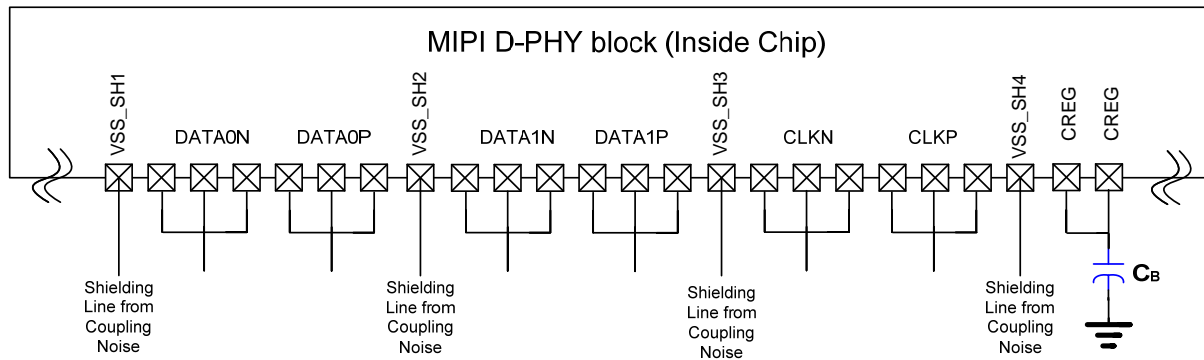 MIPI D-PHY block (Inside Chip)
VSS_SH1
DATA0N
DATA0P
VSS_SH2
DATA1N
DATA1P
VSS_SH3
CLKN
CLKP
VSS_SH4
CREG
CREG
Shielding
Line from
Coupling
Noise
Shielding
Line from
Coupling
Noise
Shielding
Line from
Coupling
Noise
Shielding
Line from
Coupling
Noise
CB